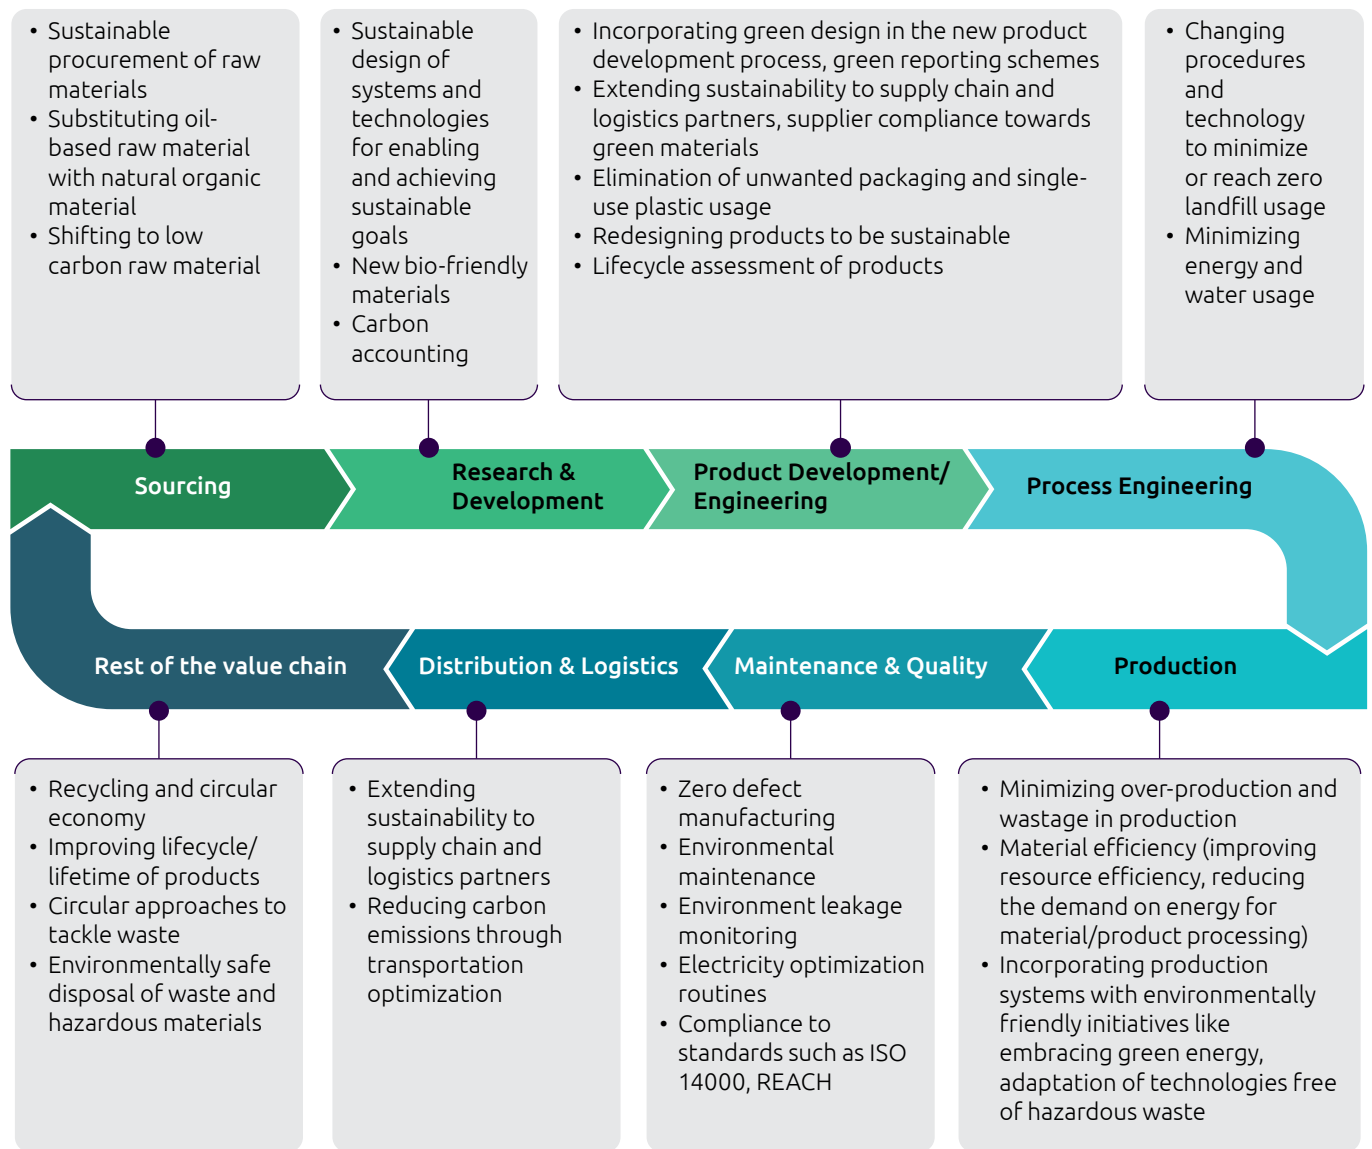 • Sustainable
procurement of raw
materials
• Substituting oil-
based raw material
with natural organic
material
• Shifting to low
carbon raw material
• Sustainable
design of
systems and
technologies
for enabling
and achieving
sustainable
goals
• New bio-friendly
materials
• Carbon
accounting
• Incorporating green design in the new product
development process, green reporting schemes
• Extending sustainability to supply chain and
logistics partners, supplier compliance towards
green materials
• Elimination of unwanted packaging and single-
use plastic usage
• Redesigning products to be sustainable
• Lifecycle assessment of products
• Changing
procedures
and
technology
to minimize
or reach zero
landfill usage
• Minimizing
energy and
water usage
Sourcing
Research &
Development
Product Development/
Engineering
Process Engineering
Rest of the value chain
Distribution & Logistics
Maintenance & Quality
Production
• Recycling and circular
economy
• Improving lifecycle/
lifetime of products
• Circular approaches to
tackle waste
• Environmentally safe
disposal of waste and
hazardous materials
• Extending
sustainability to
supply chain and
logistics partners
• Reducing carbon
emissions through
transportation
optimization
• Zero defect
manufacturing
• Environmental
maintenance
• Environment leakage
monitoring
• Electricity optimization
routines
• Compliance to
standards such as ISO
14000, REACH
• Minimizing over-production and
wastage in production
• Material efficiency (improving
resource efficiency, reducing
the demand on energy for
material/product processing)
• Incorporating production
systems with environmentally
friendly initiatives like
embracing green energy,
adaptation of technologies free
of hazardous waste